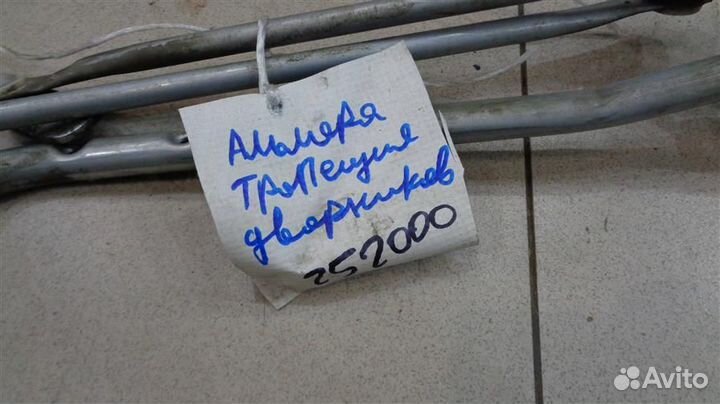 Альмера
трапеция
дворников
252000
Avito